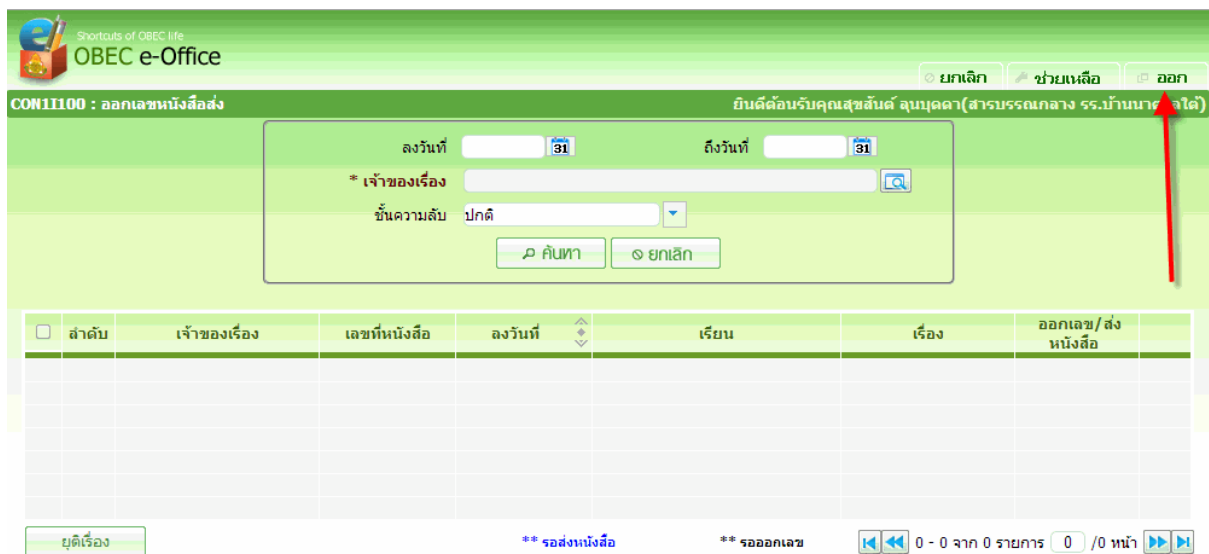 Shortcuts of OBEC life
OBEC e-Office
ยกเลิก ช่วยเหลือ ออก
CON1I100 : ออกเลขหนังสือส่ง ยินดีต้อนรับคุณสุขสันต์ ลุนบุดดา(สารบรรณกลาง รร.บ้านนา
ลงวันที่ 31 ถึงวันที่ 31
* เจ้าของเรื่อง
ชั้นความลับ ปกติ
ค้นหา ยกเลิก
ลำดับ เจ้าของเรื่อง เลขที่หนังสือ ลงวันที่ เรียน เรื่อง ออกเลข/ส่ง
หนังสือ
ยุติเรื่อง ** รอส่งหนังสือ ** รอออกเลข 0 - 0 จาก 0 รายการ 0 /0 หน้า